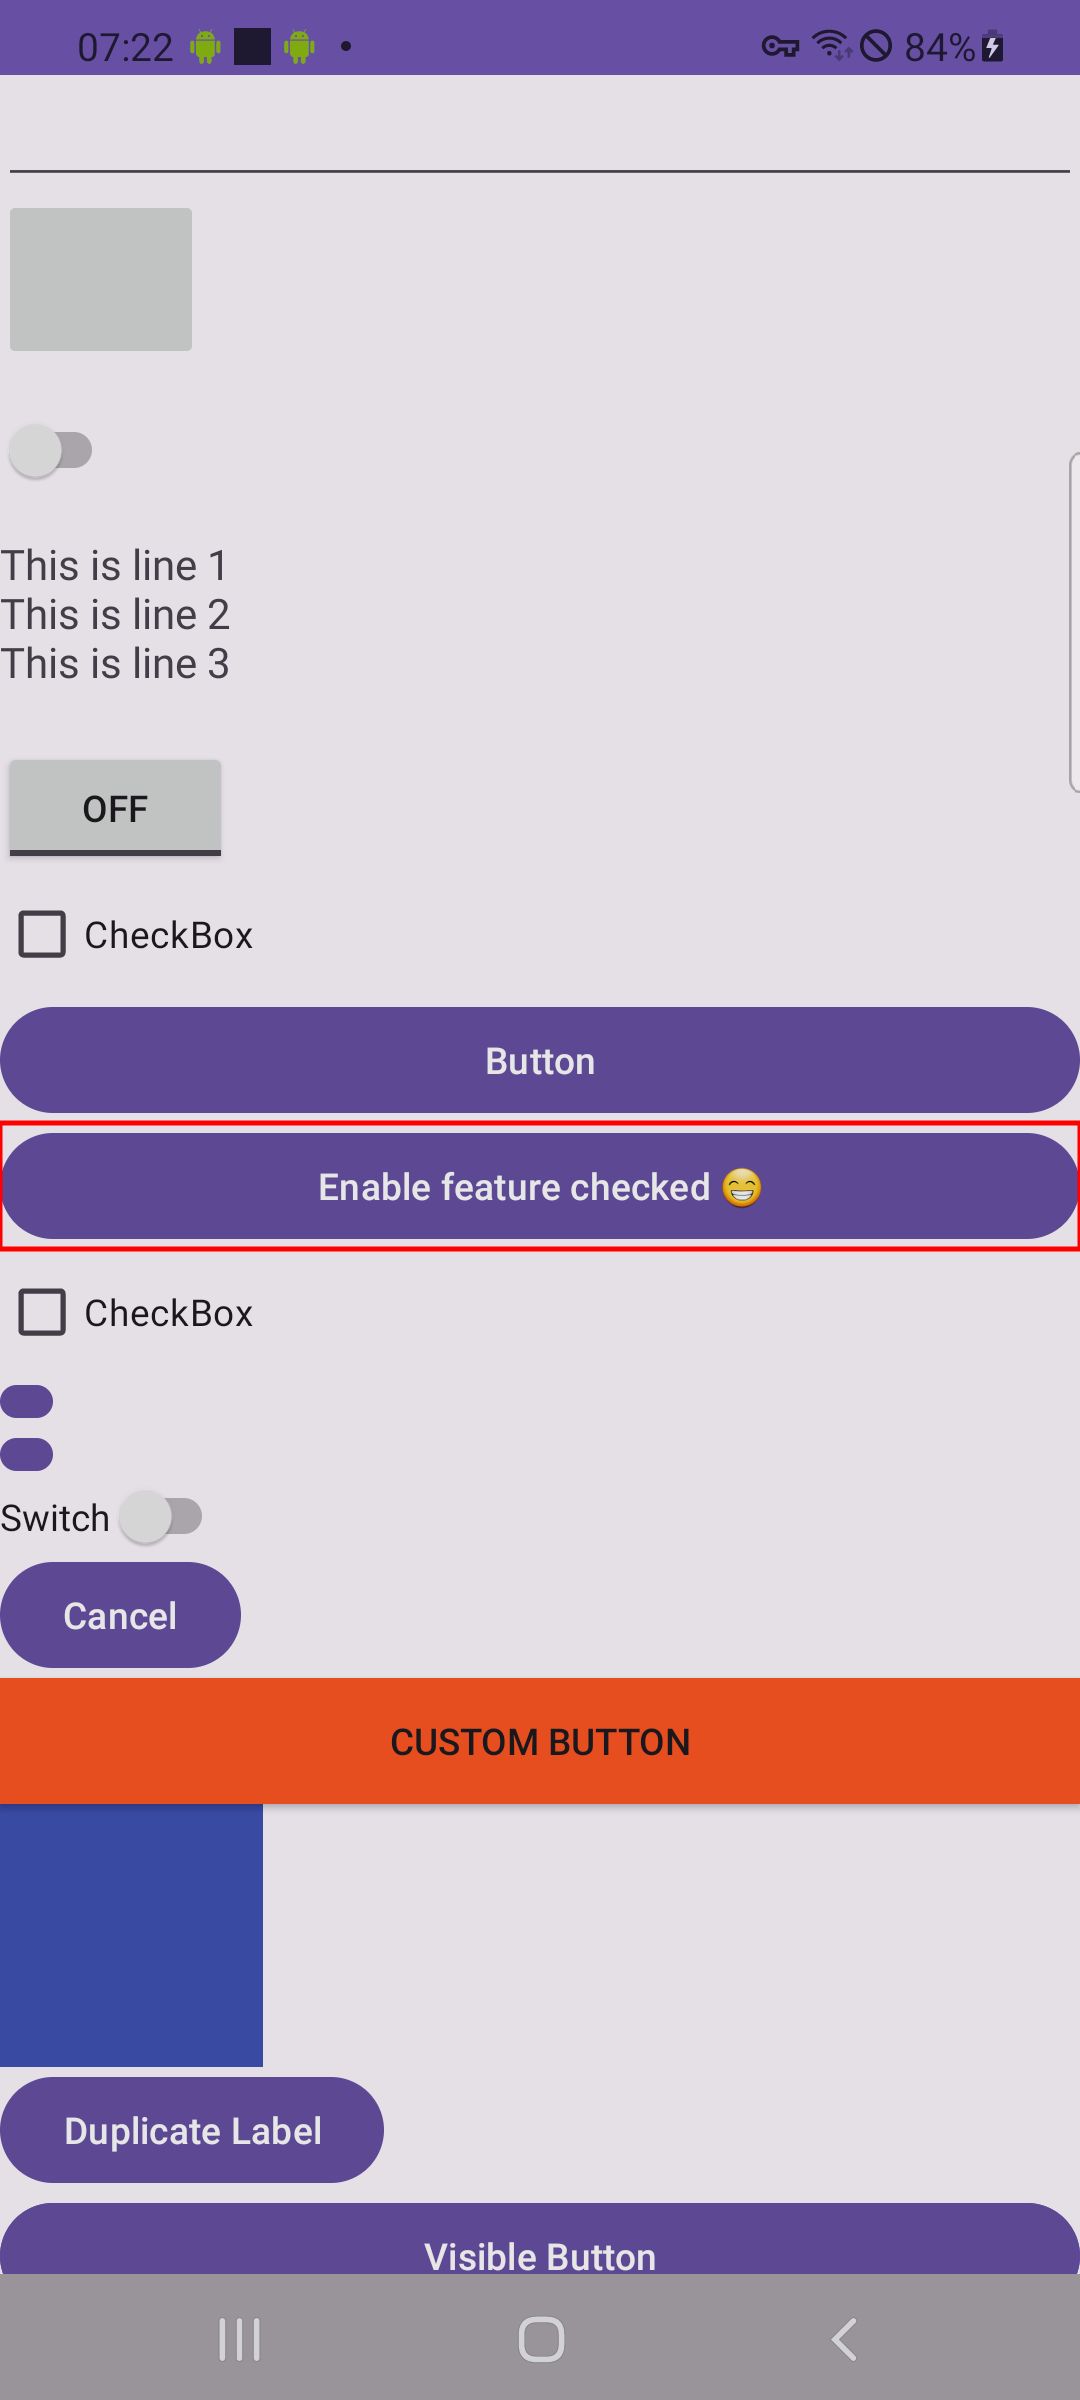 07:22
84%
This is line 1
This is line 2
This is line 3
OFF
CheckBox
Button
Enable feature checked 😁
CheckBox
Switch
Cancel
CUSTOM BUTTON
Duplicate Label
Visible Button